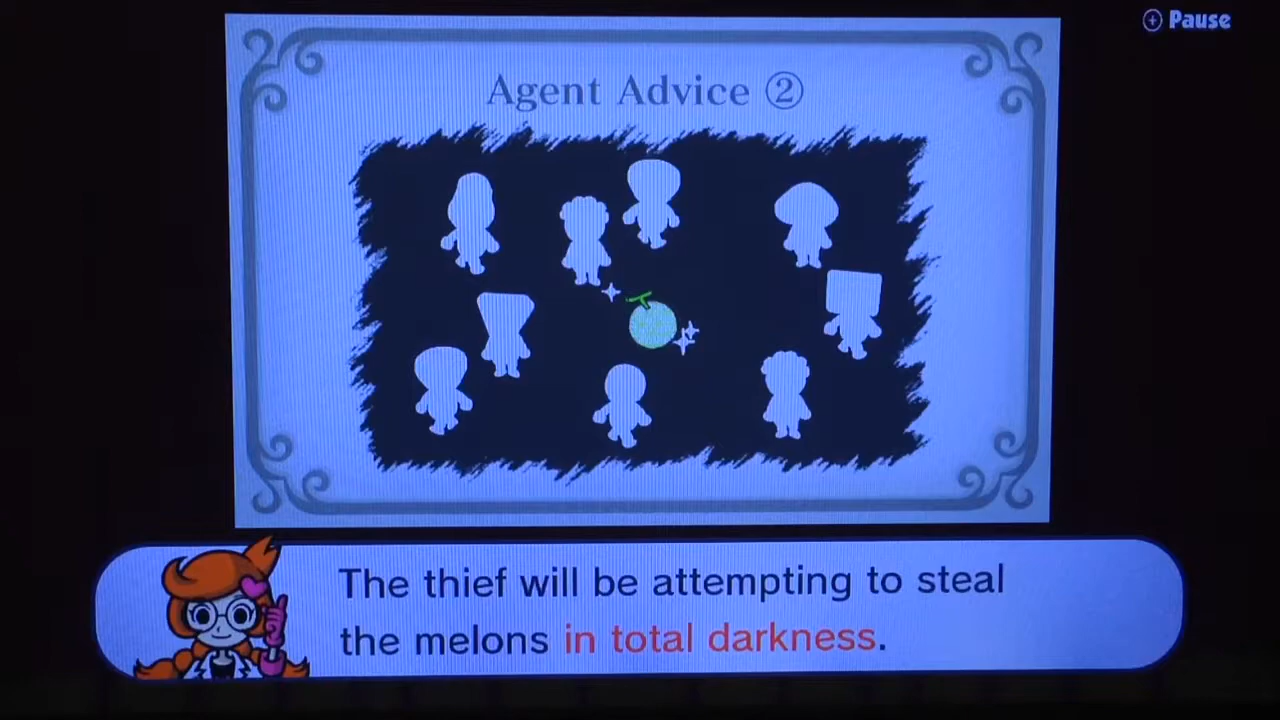 Pause
Agent Advice ②
The thief will be attempting to steal
the melons in total darkness.